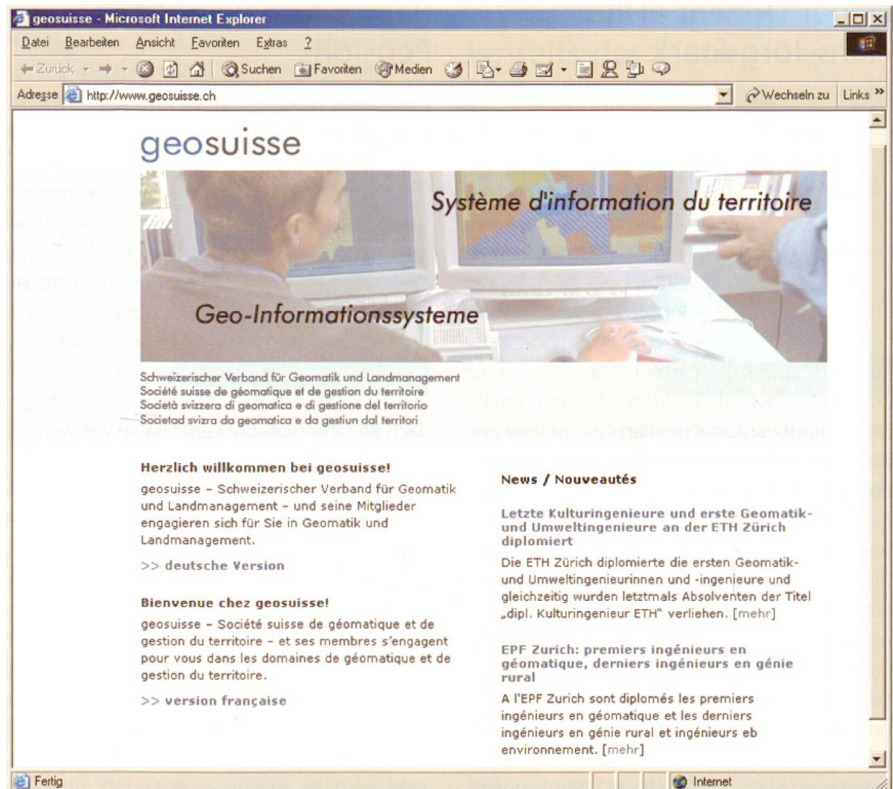 geosuisse - Microsoft Internet Explorer
Datei Bearbeiten Ansicht Favoriten Extras ?
Zurück Suchen Favoriten Medien
Adresse http://www.geosuisse.ch Wechseln zu Links »
geosuisse
Système d'information du territoire
Geo-Informationssysteme
Schweizerischer Verband für Geomatik und Landmanagement
Société suisse de géomatique et de gestion du territoire
Società svizzera di geomatica e di gestione del territorio
Societad svizra da geomatica e da gestiun dal territori
Herzlich willkommen bei geosuisse!
geosuisse – Schweizerischer Verband für Geomatik
und Landmanagement – und seine Mitglieder
engagieren sich für Sie in Geomatik und
Landmanagement.
>> deutsche Version
Bienvenue chez geosuisse!
geosuisse – Société suisse de géomatique et de
gestion du territoire – et ses membres s'engagent
pour vous dans les domaines de géomatique et de
gestion du territoire.
>> version française
News / Nouveautés
Letzte Kulturingenieure und erste Geomatik-
und Umweltingenieure an der ETH Zürich
diplomiert
Die ETH Zürich diplomierte die ersten Geomatik-
und Umweltingenieurinnen und -ingenieure und
gleichzeitig wurden letztmals Absolventen der Titel
„dipl. Kulturingenieur ETH" verliehen. [mehr]
EPF Zurich: premiers ingénieurs en
géomatique, derniers ingénieurs en génie
rural
A l'EPF Zurich sont diplomés les premiers
ingénieurs en géomatique et les derniers
ingénieurs en génie rural et ingénieurs eb
environnement. [mehr]
Fertig Internet